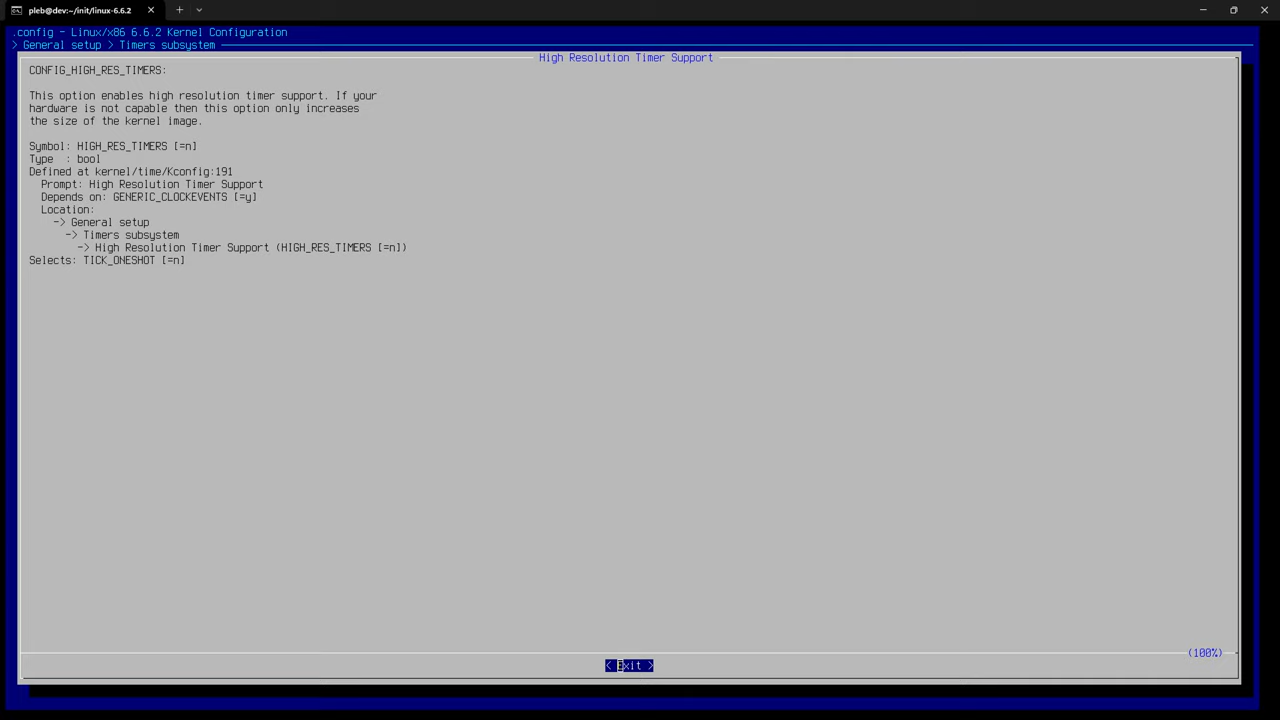 pleb@dev:~/init/linux-6.6.2
.config - Linux/x86 6.6.2 Kernel Configuration
> General setup > Timers subsystem
High Resolution Timer Support
CONFIG_HIGH_RES_TIMERS:
This option enables high resolution timer support. If your
hardware is not capable then this option only increases
the size of the kernel image.
Symbol: HIGH_RES_TIMERS [=n]
Type  : bool
Defined at kernel/time/Kconfig:191
  Prompt: High Resolution Timer Support
  Depends on: GENERIC_CLOCKEVENTS [=y]
  Location:
    -> General setup
      -> Timers subsystem
        -> High Resolution Timer Support (HIGH_RES_TIMERS [=n])
Selects: TICK_ONESHOT [=n]
(100%)
< Exit >